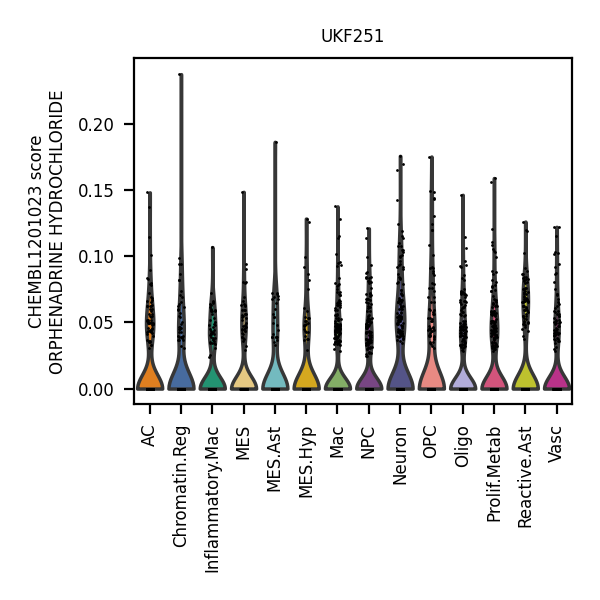 UKF251
CHEMBL1201023 score
ORPHENADRINE HYDROCHLORIDE
0.20
0.15
0.10
0.05
0.00
AC
Chromatin.Reg
Inflammatory.Mac
MES
MES.Ast
MES.Hyp
Mac
NPC
Neuron
OPC
Oligo
Prolif.Metab
Reactive.Ast
Vasc